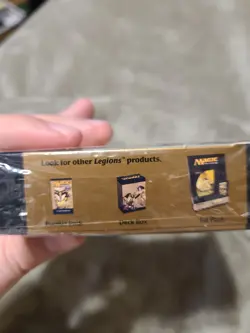 Look for other Legions™ products.
MAGIC
Booster Pack
Deck Box
Fat Pack